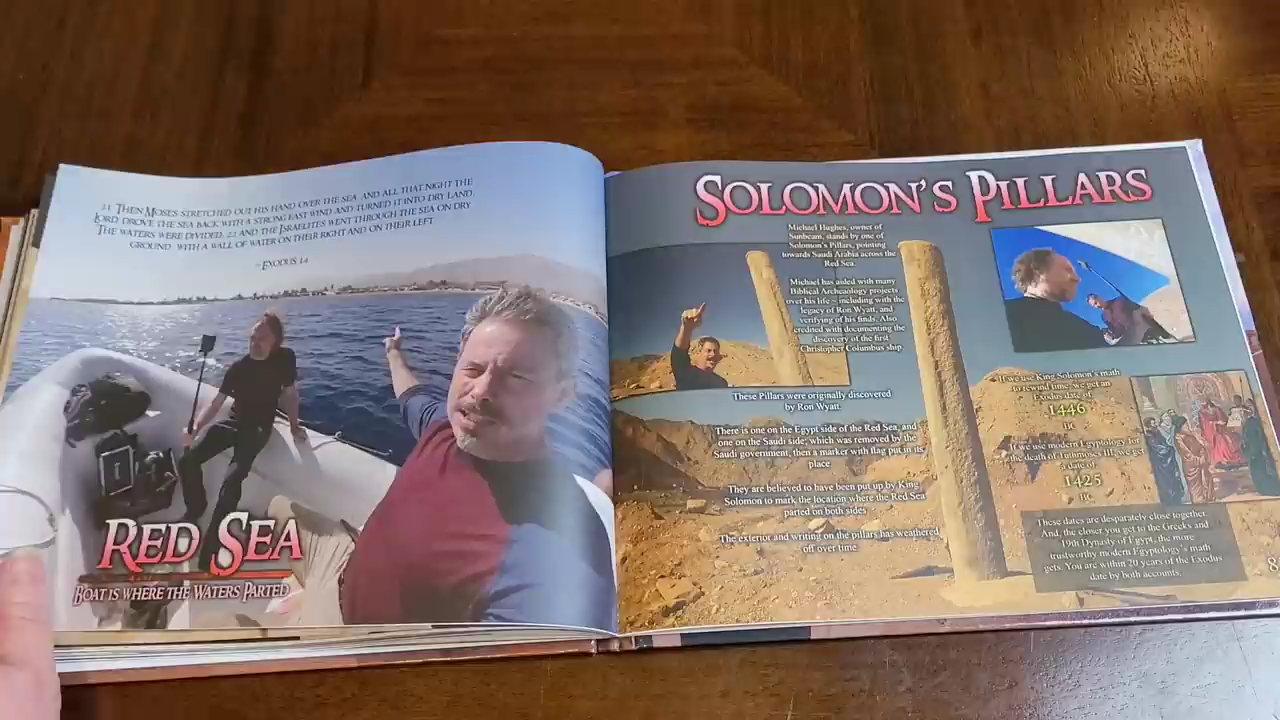 21 THEN MOSES STRETCHED OUT HIS HAND OVER THE SEA, AND ALL THAT NIGHT THE
LORD DROVE THE SEA BACK WITH A STRONG EAST WIND AND TURNED IT INTO DRY LAND.
THE WATERS WERE DIVIDED, 22 AND THE ISRAELITES WENT THROUGH THE SEA ON DRY
GROUND, WITH A WALL OF WATER ON THEIR RIGHT AND ON THEIR LEFT.
~ EXODUS 14
RED SEA
BOAT IS WHERE THE WATERS PARTED
SOLOMON'S PILLARS
Michael Hughes, owner of
Sunbeam, stands by one of
Solomon's Pillars, pointing
towards Saudi Arabia across the
Red Sea.
Michael has aided with many
Biblical Archaeology projects
over his life ~ including with the
legacy of Ron Wyatt, and
verifying of his finds. Also
credited with documenting the
discovery of the first
Christopher Columbus ship.
These Pillars were originally discovered
by Ron Wyatt.
There is one on the Egypt side of the Red Sea, and
one on the Saudi side; which was removed by the
Saudi government, then a marker with flag put in its
place.
They are believed to have been put up by King
Solomon to mark the location where the Red Sea
parted on both sides
The exterior and writing on the pillars has weathered
off over time.
If we use King Solomon's math
to rewind time, we get an
Exodus date of:
1446
BC
If we use modern Egyptology for
the death of Tuthmoses III, we get
a date of:
1425
BC
These dates are desparately close together.
And, the closer you get to the Greeks and
19th Dynasty of Egypt, the more
trustworthy modern Egyptology's math
gets. You are within 20 years of the Exodus
date by both accounts.
8